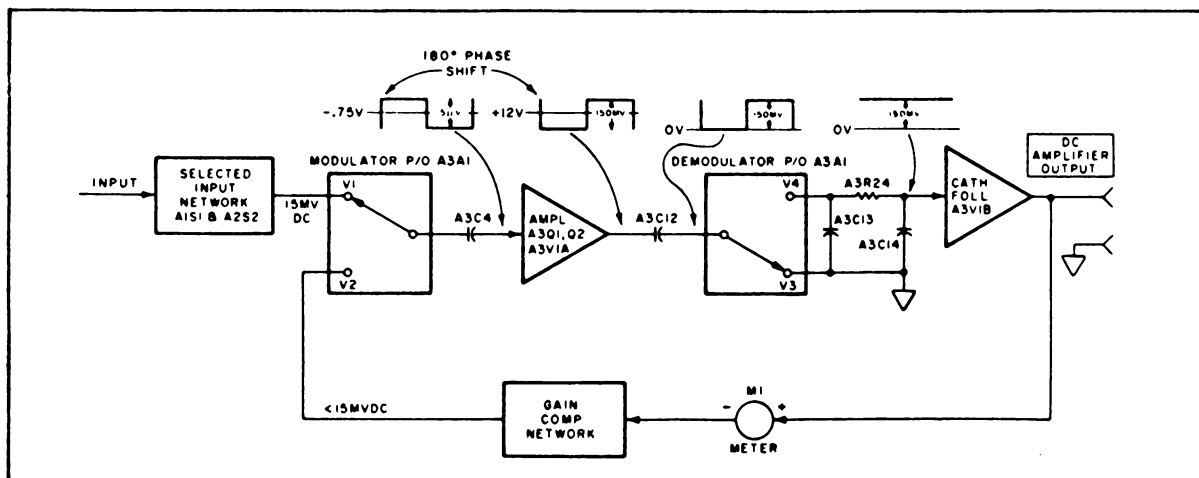 180° PHASE
SHIFT
-.75V
+12V
150MV
0V
150MV
0V
150MV
INPUT
SELECTED
INPUT
NETWORK
A1S1 & A2S2
15MV
DC
MODULATOR P/O A3A1
V1
V2
A3C4
AMPL
A3Q1,Q2
A3V1A
A3C12
DEMODULATOR P/O A3A1
V4
V3
A3R24
A3C13
A3C14
CATH
FOLL
A3V1B
DC
AMPLIFIER
OUTPUT
<15MVDC
GAIN
COMP
NETWORK
M1
- +
METER